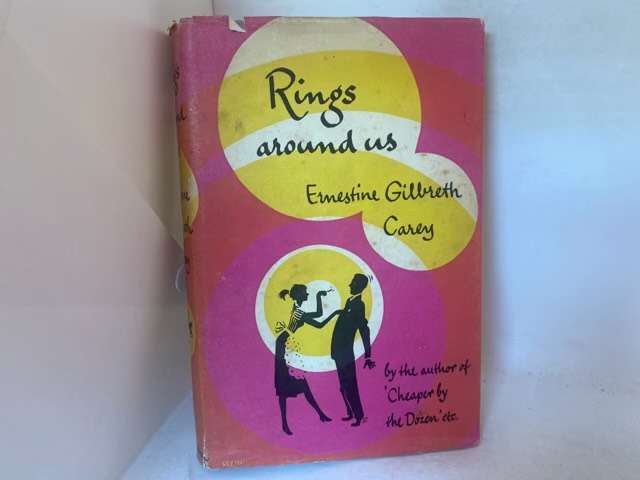 Rings
around us
Ernestine Gilbreth
Carey
by the author of
'Cheaper by
the Dozen' etc.